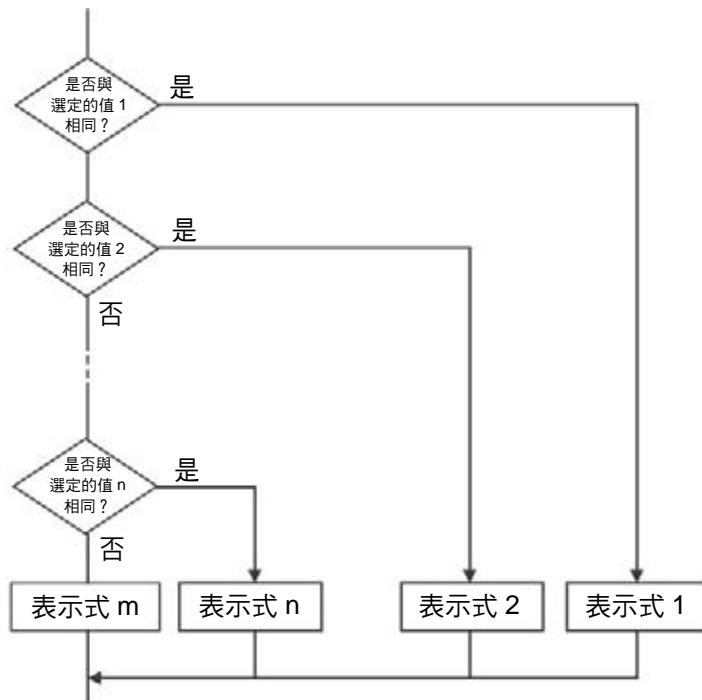 是否與
選定的值 1
相同？
是
是否與
選定的值 2
相同？
是
否
是否與
選定的值 n
相同？
是
否
表示式 m
表示式 n
表示式 2
表示式 1